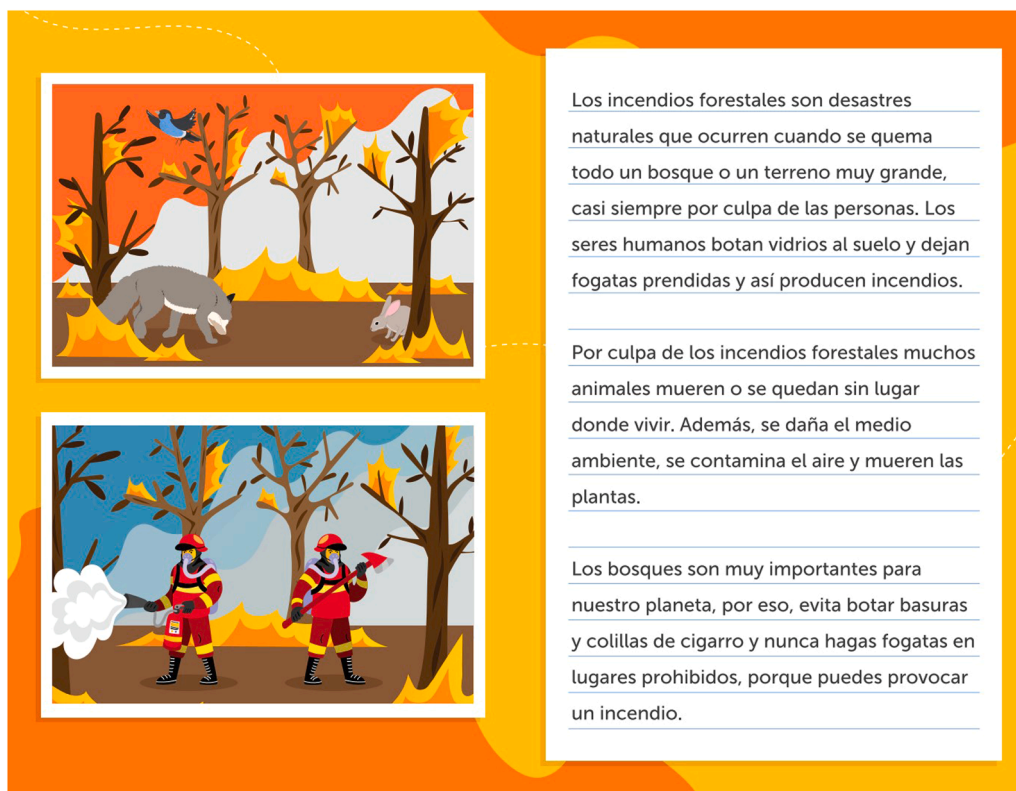 Los incendios forestales son desastres
naturales que ocurren cuando se quema
todo un bosque o un terreno muy grande,
casi siempre por culpa de las personas. Los
seres humanos botan vidrios al suelo y dejan
fogatas prendidas y así producen incendios.
Por culpa de los incendios forestales muchos
animales mueren o se quedan sin lugar
donde vivir. Además, se daña el medio
ambiente, se contamina el aire y mueren las
plantas.
Los bosques son muy importantes para
nuestro planeta, por eso, evita botar basuras
y colillas de cigarro y nunca hagas fogatas en
lugares prohibidos, porque puedes provocar
un incendio.